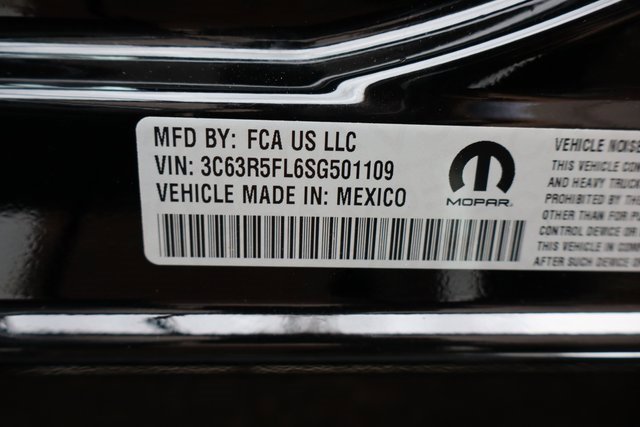 MFD BY: FCA US LLC
VIN: 3C63R5FL6SG501109
VEHICLE MADE IN: MEXICO
MOPAR
VEHICLE
THIS VEHICLE
AND HEAVY
PROHIBITED BY
OTHER THAN FOR
CONTROL DEVICE OR
THIS VEHICLE IN
AFTER SUCH DEVICE